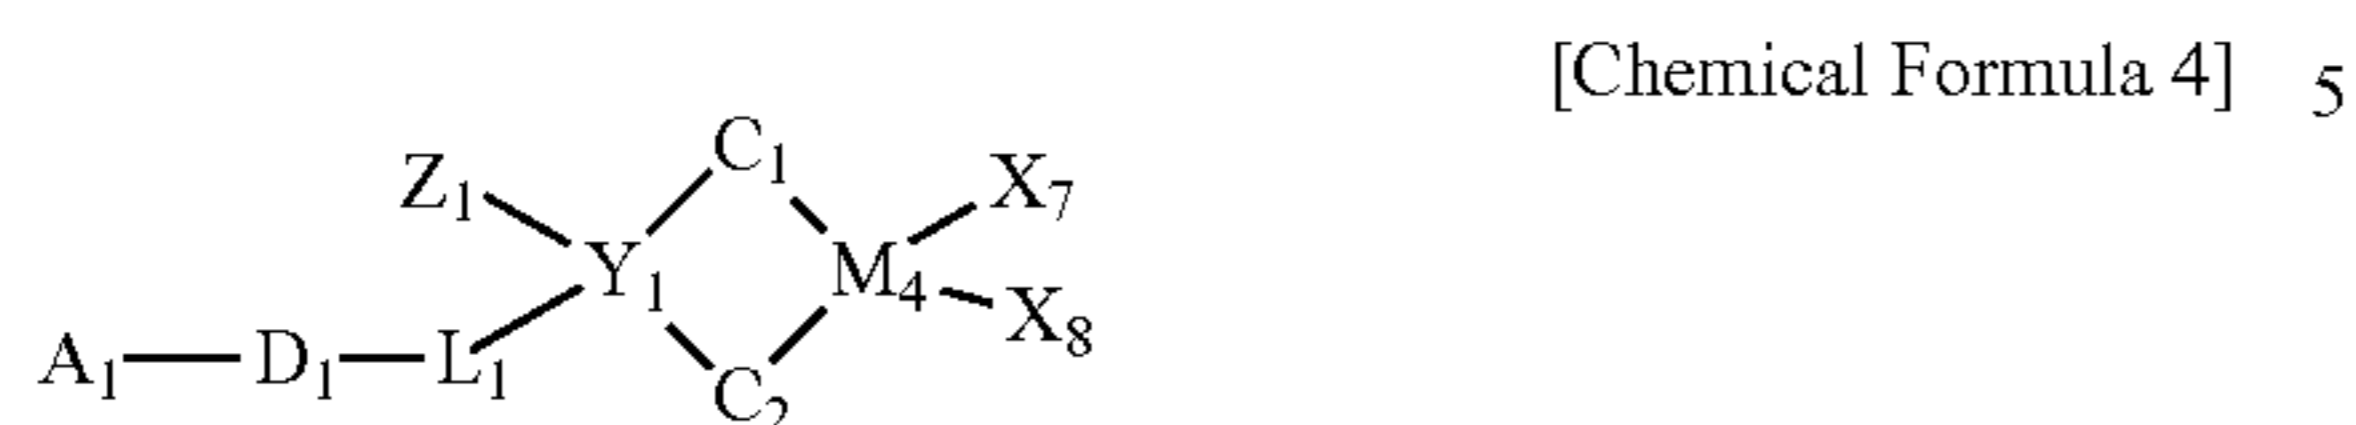 [Chemical Formula 4] 5
C1
Z1 X7
Y1 M4
X8
A1 D1 L1
C2